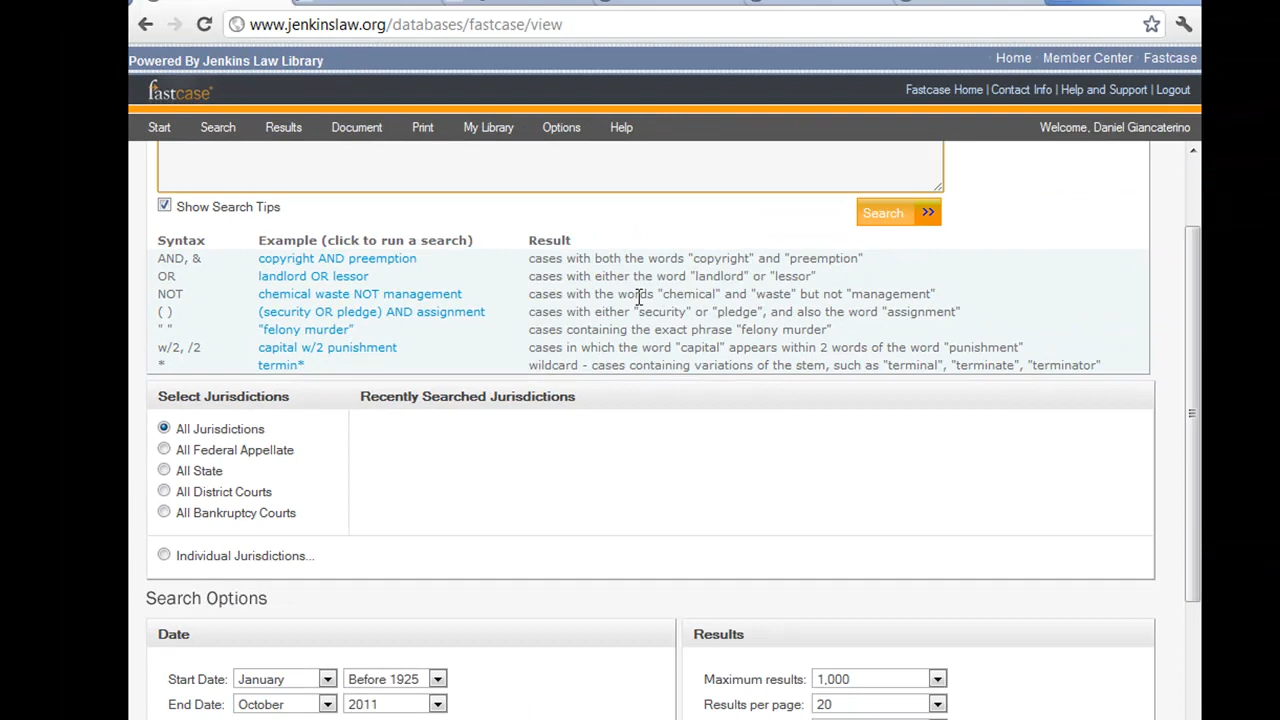 www.jenkinslaw.org/databases/fastcase/view
Powered By Jenkins Law Library Home Member Center Fastcase
fastcase Fastcase Home | Contact Info | Help and Support | Logout
Start Search Results Document Print My Library Options Help Welcome, Daniel Giancaterino
Show Search Tips
Search >>
Syntax Example (click to run a search) Result
AND, & copyright AND preemption cases with both the words "copyright" and "preemption"
OR landlord OR lessor cases with either the word "landlord" or "lessor"
NOT chemical waste NOT management cases with the words "chemical" and "waste" but not "management"
( ) (security OR pledge) AND assignment cases with either "security" or "pledge", and also the word "assignment"
" " "felony murder" cases containing the exact phrase "felony murder"
w/2, /2 capital w/2 punishment cases in which the word "capital" appears within 2 words of the word "punishment"
* termin* wildcard - cases containing variations of the stem, such as "terminal", "terminate", "terminator"
Select Jurisdictions Recently Searched Jurisdictions
All Jurisdictions
All Federal Appellate
All State
All District Courts
All Bankruptcy Courts
Individual Jurisdictions...
Search Options
Date Results
Start Date: January Before 1925 Maximum results: 1,000
End Date: October 2011 Results per page: 20